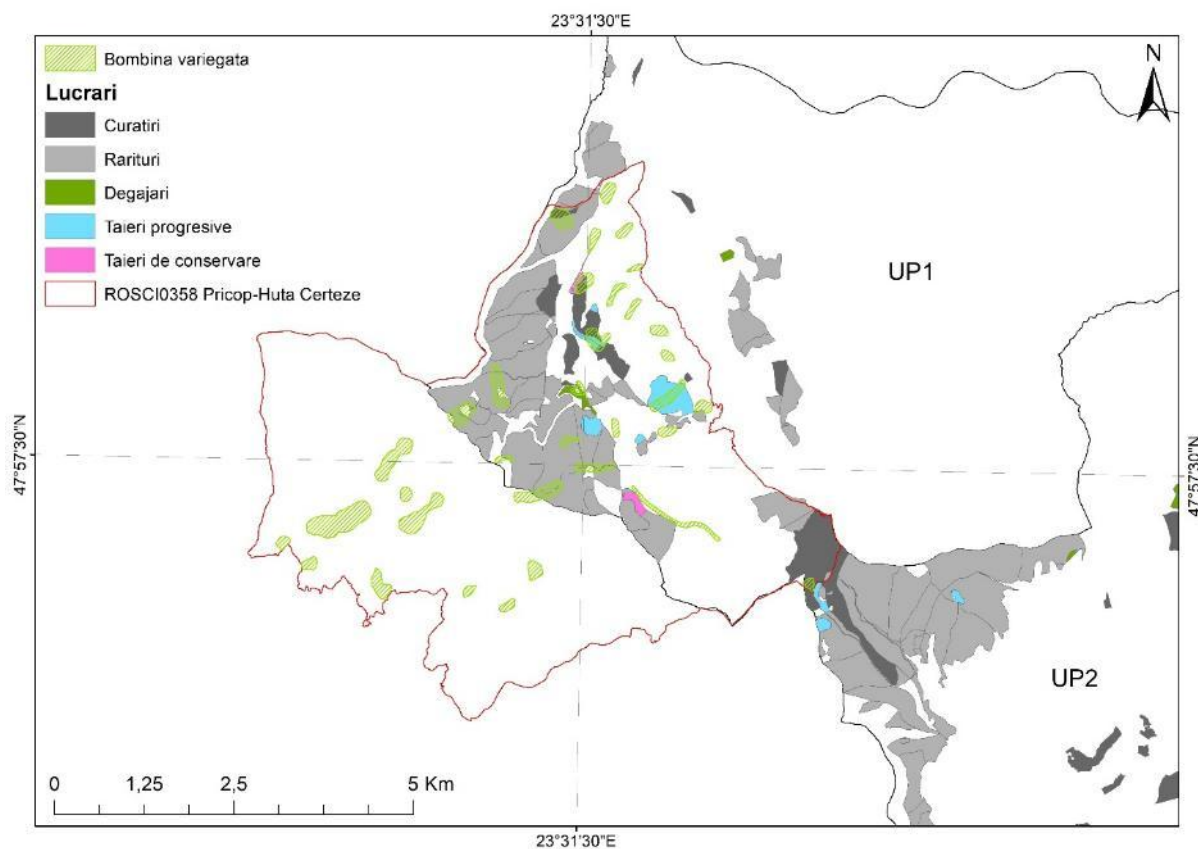 23°31'30"E
Bombina variegata
Lucrari
Curatiri
Rarituri
Degajari
Taieri progresive
Taieri de conservare
ROSCI0358 Pricop-Huta Certeze
N
UP1
47°57'30"N
47°57'30"N
UP2
0 1,25 2,5 5 Km
23°31'30"E